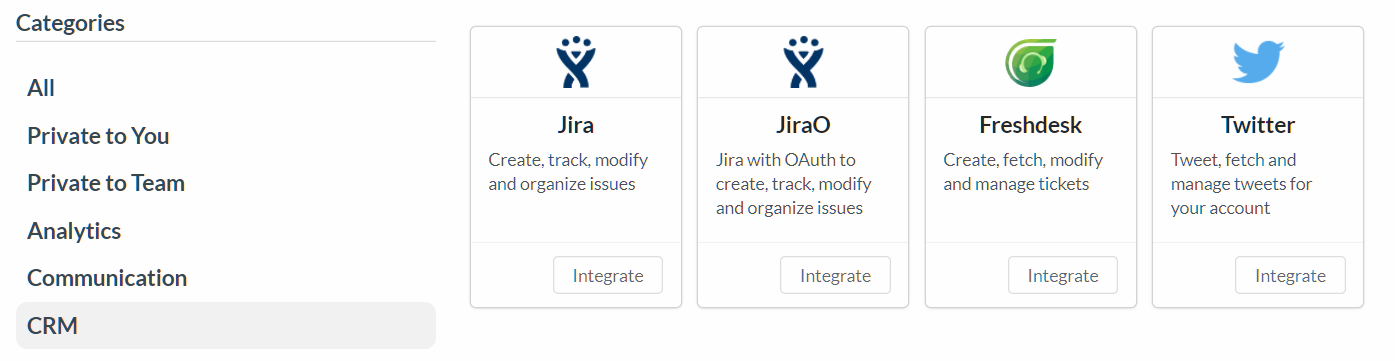 Categories
All
Private to You
Private to Team
Analytics
Communication
CRM
Jira
Create, track, modify
and organize issues
Integrate
JiraO
Jira with OAuth to
create, track, modify
and organize issues
Integrate
Freshdesk
Create, fetch, modify
and manage tickets
Integrate
Twitter
Tweet, fetch and
manage tweets for
your account
Integrate